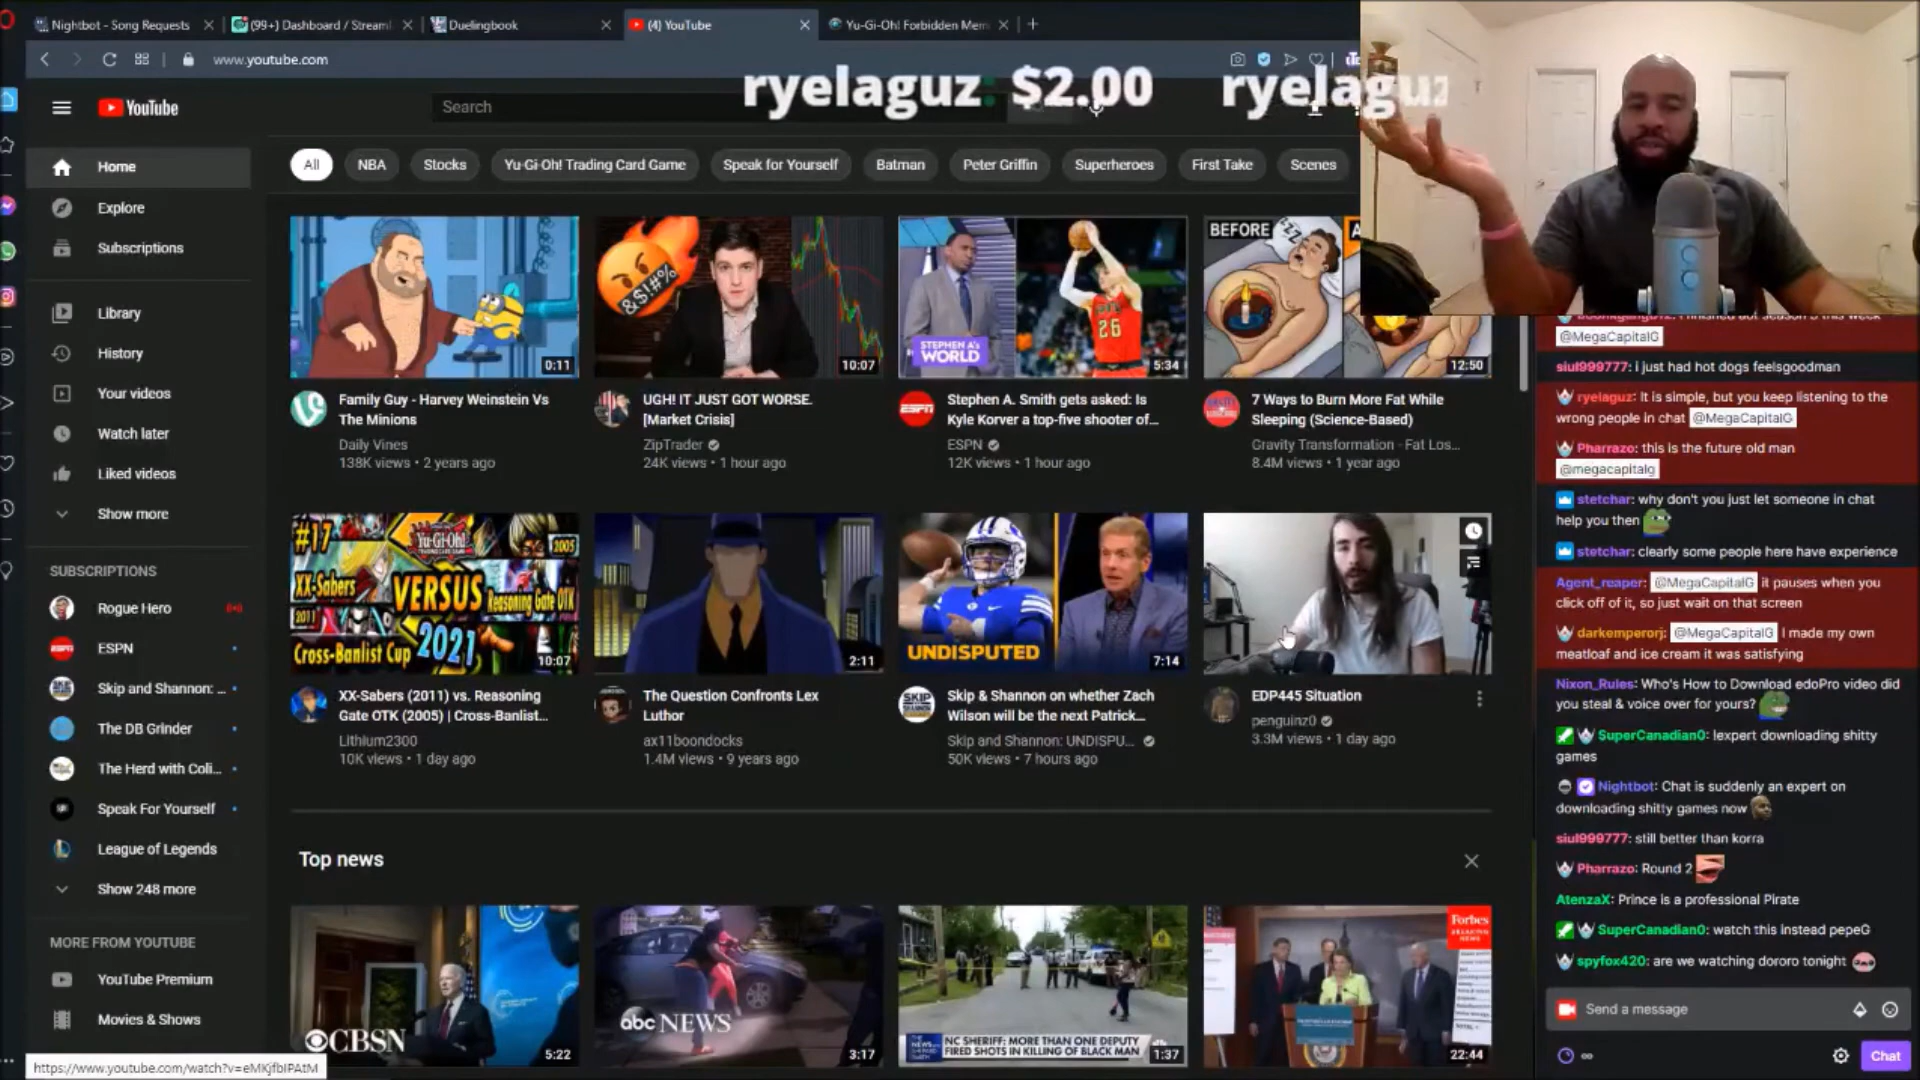 Nightbot - Song Requests
(99+) Dashboard / Streaml
Duelingbook
(4) YouTube
Yu-Gi-Oh! Forbidden Mem
www.youtube.com
ryelaguz: $2.00 ryelaguz
YouTube
Search
Home
Explore
Subscriptions
Library
History
Your videos
Watch later
Liked videos
Show more
SUBSCRIPTIONS
Rogue Hero
ESPN
Skip and Shannon: ...
The DB Grinder
The Herd with Coli...
Speak For Yourself
League of Legends
Show 248 more
MORE FROM YOUTUBE
YouTube Premium
Movies & Shows
https://www.youtube.com/watch?v=eMKjfbIPAtM
All
NBA
Stocks
Yu-Gi-Oh! Trading Card Game
Speak for Yourself
Batman
Peter Griffin
Superheroes
First Take
Scenes
0:11
Family Guy - Harvey Weinstein Vs
The Minions
Daily Vines
138K views • 2 years ago
&$!#%
10:07
UGH! IT JUST GOT WORSE.
[Market Crisis]
ZipTrader
24K views • 1 hour ago
STEPHEN A's
WORLD
26
5:34
Stephen A. Smith gets asked: Is
Kyle Korver a top-five shooter of...
ESPN
12K views • 1 hour ago
BEFORE
12:50
7 Ways to Burn More Fat While
Sleeping (Science-Based)
Gravity Transformation - Fat Los...
8.4M views • 1 year ago
#17
Yu-Gi-Oh!
2005
XX-Sabers
VERSUS
Reasoning Gate OTK
2011
Cross-Banlist Cup 2021
10:07
XX-Sabers (2011) vs. Reasoning
Gate OTK (2005) | Cross-Banlist...
Lithium2300
10K views • 1 day ago
2:11
The Question Confronts Lex
Luthor
ax11boondocks
1.4M views • 9 years ago
UNDISPUTED
7:14
Skip & Shannon on whether Zach
Wilson will be the next Patrick...
Skip and Shannon: UNDISPU...
50K views • 7 hours ago
EDP445 Situation
penguinz0
3.3M views • 1 day ago
Top news
CBSN
5:22
abc NEWS
3:17
NC SHERIFF: MORE THAN ONE DEPUTY
FIRED SHOTS IN KILLING OF BLACK MAN
1:37
Forbes
BREAKING
NEWS
22:44
@MegaCapitalG
siul999777: i just had hot dogs feelsgoodman
ryelaguz: It is simple, but you keep listening to the
wrong people in chat @MegaCapitalG
Pharrazo: this is the future old man
@megacapitalg
stetchar: why don't you just let someone in chat
help you then
stetchar: clearly some people here have experience
Agent_reaper: @MegaCapitalG it pauses when you
click off of it, so just wait on that screen
darkemperorj: @MegaCapitalG I made my own
meatloaf and ice cream it was satisfying
Nixon_Rules: Who's How to Download edoPro video did
you steal & voice over for yours?
SuperCanadian0: !expert downloading shitty
games
Nightbot: Chat is suddenly an expert on
downloading shitty games now
siul999777: still better than korra
Pharrazo: Round 2
AtenzaX: Prince is a professional Pirate
SuperCanadian0: watch this instead pepeG
spyfox420: are we watching dororo tonight
Send a message
Chat